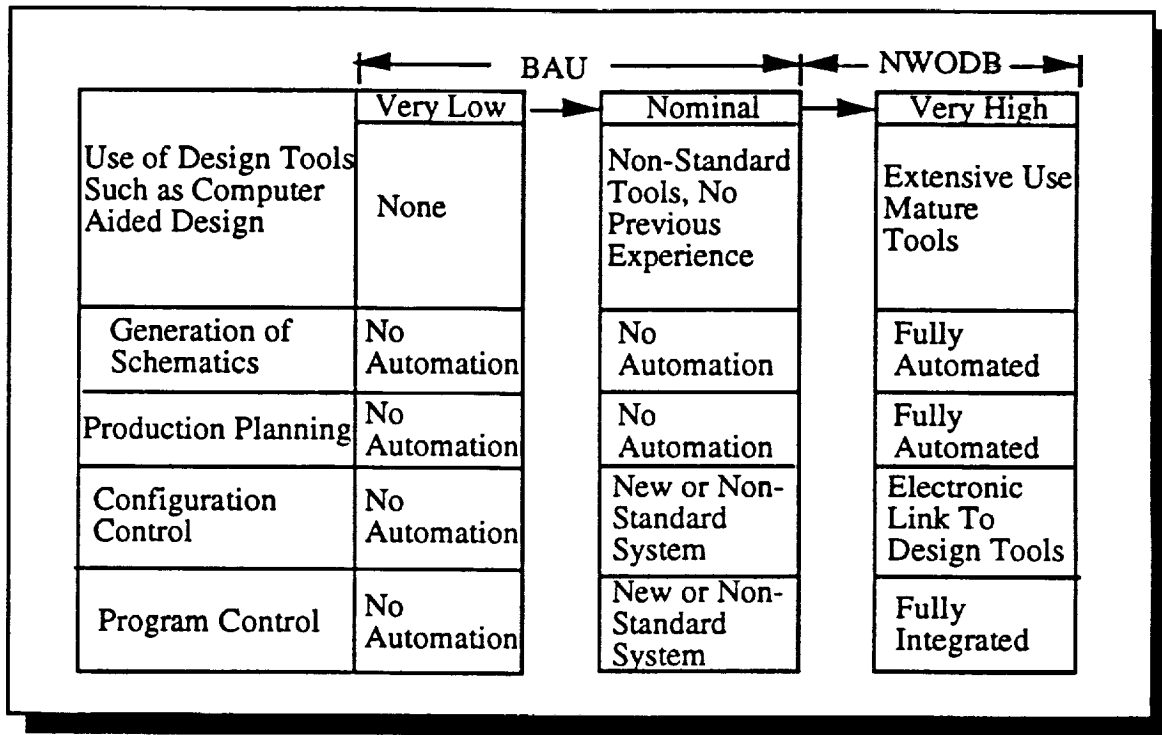 BAU
NWODB
Very Low
Nominal
Very High
Use of Design Tools
Such as Computer
Aided Design
None
Non-Standard
Tools, No
Previous
Experience
Extensive Use
Mature
Tools
Generation of
Schematics
No
Automation
No
Automation
Fully
Automated
Production Planning
No
Automation
No
Automation
Fully
Automated
Configuration
Control
No
Automation
New or Non-
Standard
System
Electronic
Link To
Design Tools
Program Control
No
Automation
New or Non-
Standard
System
Fully
Integrated